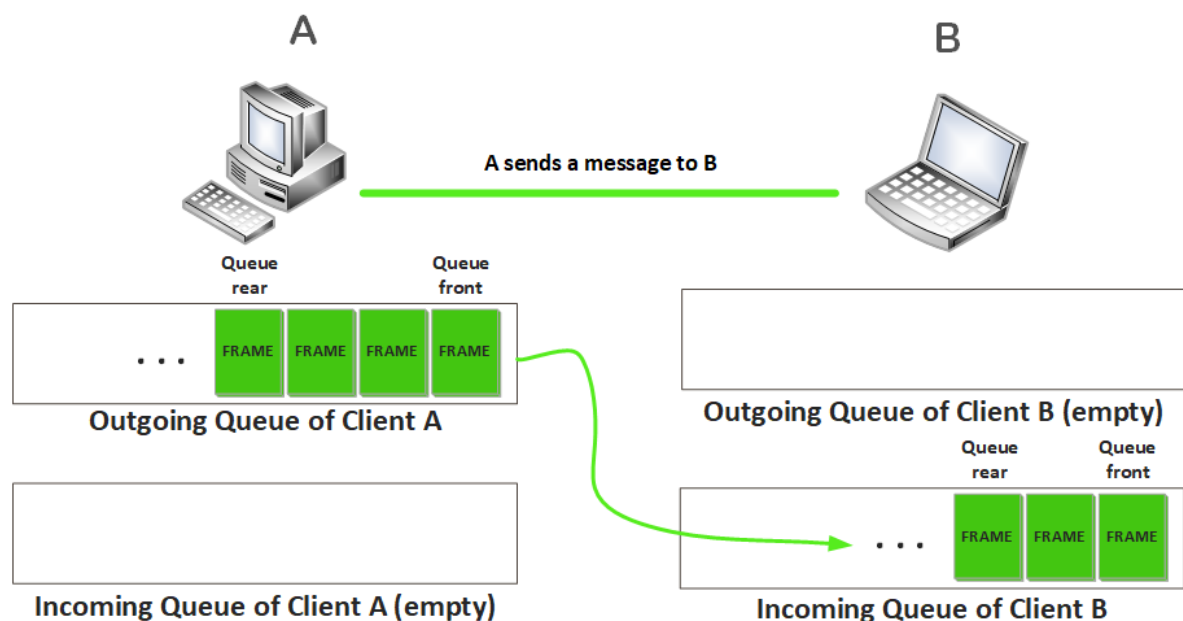 A
B
A sends a message to B
Queue
rear
Queue
front
... FRAME FRAME FRAME FRAME
Outgoing Queue of Client A
Outgoing Queue of Client B (empty)
Queue
rear
Queue
front
... FRAME FRAME FRAME
Incoming Queue of Client A (empty)
Incoming Queue of Client B